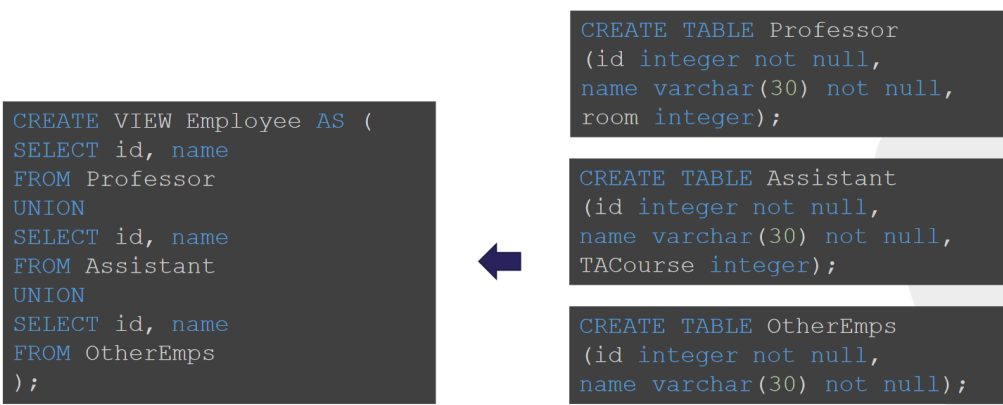 CREATE VIEW Employee AS (
SELECT id, name
FROM Professor
UNION
SELECT id, name
FROM Assistant
UNION
SELECT id, name
FROM OtherEmps
);
CREATE TABLE Professor
(id integer not null,
name varchar(30) not null,
room integer);
CREATE TABLE Assistant
(id integer not null,
name varchar(30) not null,
TACourse integer);
CREATE TABLE OtherEmps
(id integer not null,
name varchar(30) not null);